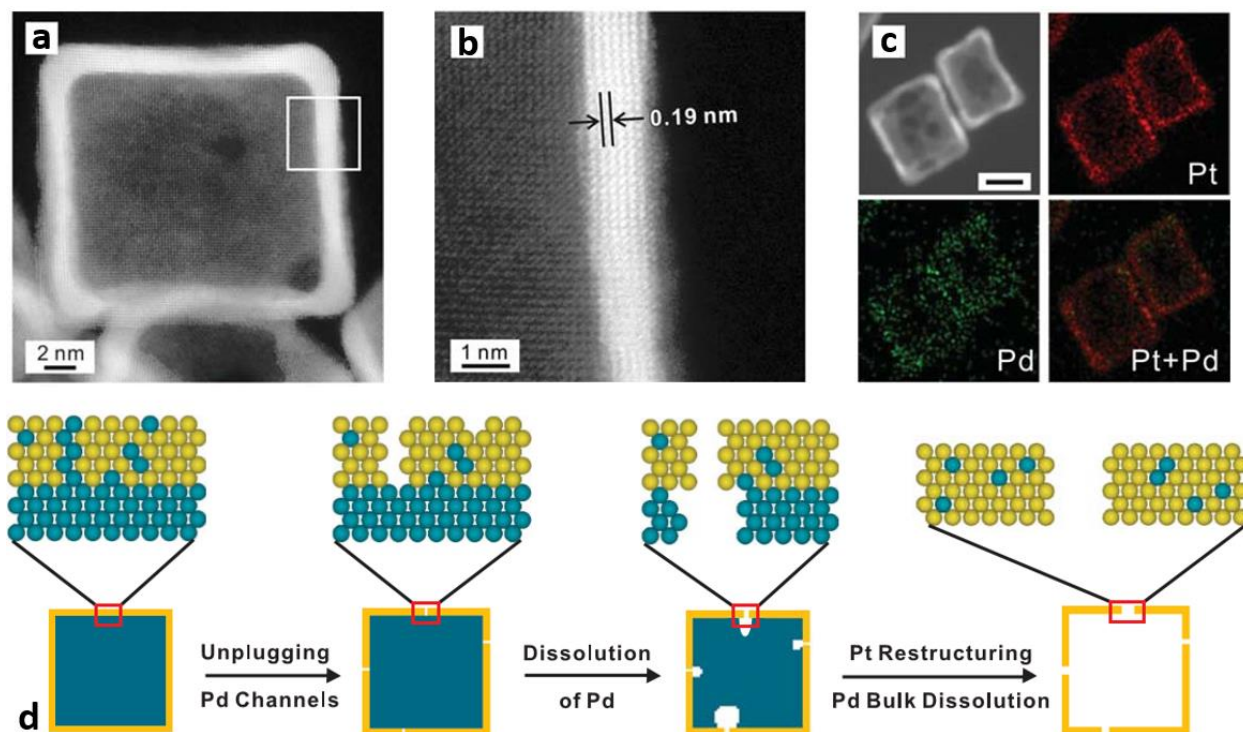 a
2 nm
b
0.19 nm
1 nm
c
Pt
Pd
Pt+Pd
Unplugging
Pd Channels
Dissolution
of Pd
Pt Restructuring
Pd Bulk Dissolution
d